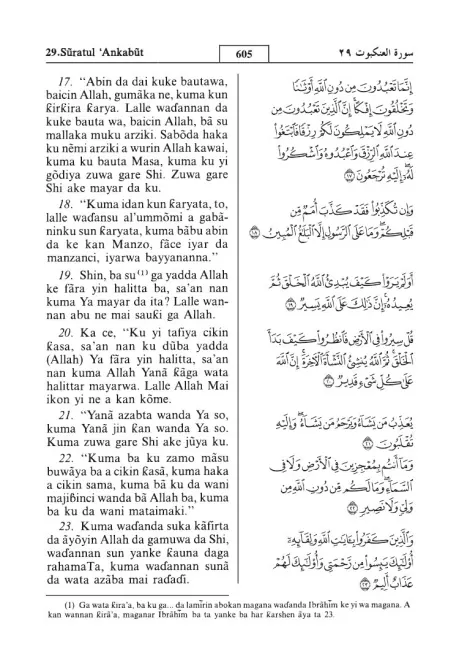 29.Sūratul ʿAnkabūt
605
سورة العنكبوت ٢٩
17. “Abin da dai kuke bautawa,
baicin Allah, gumāka ne, kuma kun
ƙirƙira ƙarya. Lalle waɗannan da
kuke bauta wa, baicin Allah, bā su
mallaka muku arziki. Sabōda haka
ku nēmi arziki a wurin Allah kawai,
kuma ku bauta Masa, kuma ku yi
gōdiya zuwa gare Shi. Zuwa gare
Shi ake mayar da ku.
18. “Kuma idan kun ƙaryata, to,
lalle waɗansu al’ummōmi a gabā-
ninku sun ƙaryata, kuma bābu abin
da ke kan Manzo, fāce iyar da
manzanci, iyarwa bayyananna.”
19. Shin, ba su⁽¹⁾ ga yadda Allah
ke fāra yin halitta ba, sa’an nan
kuma Ya mayar da ita? Lalle wan-
nan abu ne mai sauƙi ga Allah.
20. Ka ce, “Ku yi tafiya cikin
ƙasa, sa’an nan ku dūba yadda
(Allah) Ya fāra yin halitta, sa’an
nan kuma Allah Yanā ƙāga wata
halittar mayarwa. Lalle Allah Mai
ikon yi ne a kan kōme.
21. “Yanā azabta wanda Ya so,
kuma Yanā jin ƙan wanda Ya so.
Kuma zuwa gare Shi ake jūya ku.
22. “Kuma ba ku zamo māsu
buwāya ba a cikin ƙasā, kuma haka
a cikin sama, kuma bā ku da wani
majiɓinci wanda bā Allah ba, kuma
ba ku da wani mataimaki.”
23. Kuma waɗanda suka kāfirta
da āyōyin Allah da gamuwa da Shi,
waɗannan sun yanke ƙauna daga
rahamaTa, kuma waɗannan sunā
da wata azāba mai raɗaɗi.
إِنَّمَا تَعْبُدُونَ مِن دُونِ ٱللَّهِ أَوْثَٰنًا
وَتَخْلُقُونَ إِفْكًا ۚ إِنَّ ٱلَّذِينَ تَعْبُدُونَ مِن
دُونِ ٱللَّهِ لَا يَمْلِكُونَ لَكُمْ رِزْقًا فَٱبْتَغُوا۟
عِندَ ٱللَّهِ ٱلرِّزْقَ وَٱعْبُدُوهُ وَٱشْكُرُوا۟
لَهُۥٓ ۖ إِلَيْهِ تُرْجَعُونَ ﴿١٧﴾
وَإِن تُكَذِّبُوا۟ فَقَدْ كَذَّبَ أُمَمٌ مِّن
قَبْلِكُمْ ۖ وَمَا عَلَى ٱلرَّسُولِ إِلَّا ٱلْبَلَٰغُ ٱلْمُبِينُ ﴿١٨﴾
أَوَلَمْ يَرَوْا۟ كَيْفَ يُبْدِئُ ٱللَّهُ ٱلْخَلْقَ ثُمَّ
يُعِيدُهُۥٓ ۚ إِنَّ ذَٰلِكَ عَلَى ٱللَّهِ يَسِيرٌ ﴿١٩﴾
قُلْ سِيرُوا۟ فِى ٱلْأَرْضِ فَٱنظُرُوا۟ كَيْفَ بَدَأَ
ٱلْخَلْقَ ۚ ثُمَّ ٱللَّهُ يُنشِئُ ٱلنَّشْأَةَ ٱلْءَاخِرَةَ ۚ إِنَّ ٱللَّهَ
عَلَىٰ كُلِّ شَىْءٍ قَدِيرٌ ﴿٢٠﴾
يُعَذِّبُ مَن يَشَآءُ وَيَرْحَمُ مَن يَشَآءُ ۖ وَإِلَيْهِ
تُقْلَبُونَ ﴿٢١﴾
وَمَآ أَنتُم بِمُعْجِزِينَ فِى ٱلْأَرْضِ وَلَا فِى
ٱلسَّمَآءِ ۖ وَمَا لَكُم مِّن دُونِ ٱللَّهِ مِن
وَلِىٍّ وَلَا نَصِيرٍ ﴿٢٢﴾
وَٱلَّذِينَ كَفَرُوا۟ بِـَٔايَٰتِ ٱللَّهِ وَلِقَآئِهِۦٓ
أُو۟لَٰٓئِكَ يَئِسُوا۟ مِن رَّحْمَتِى وَأُو۟لَٰٓئِكَ لَهُمْ
عَذَابٌ أَلِيمٌ ﴿٢٣﴾
(1) Ga wata ƙira’a, ba ku ga... da lamīrin abokan magana waɗanda Ibrāhīm ke yi wa magana. A
kan wannan ƙirā’a, maganar Ibrāhīm ba ta yanke ba har ƙarshen āya ta 23.